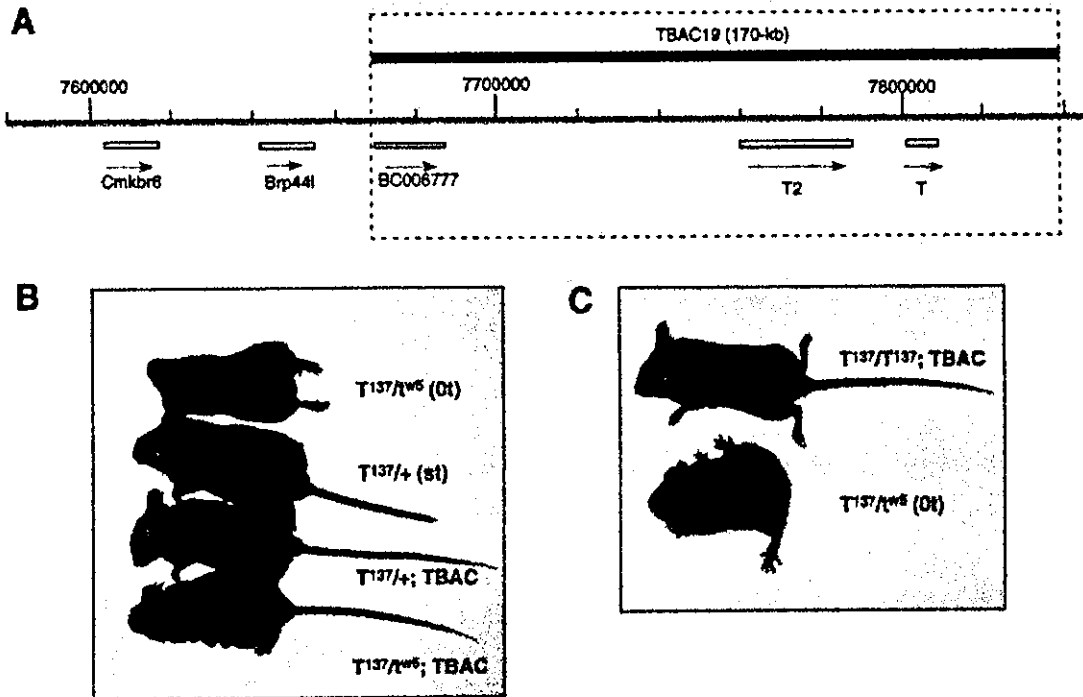 A
TBAC19 (170-kb)
7600000 7700000 7800000
Cmkbr6 Brp44l BC006777 T2 T
B
T137/tw5 (0t)
T137/+ (st)
T137/+; TBAC
T137/tw5; TBAC
C
T137/T137; TBAC
T137/tw5 (0t)